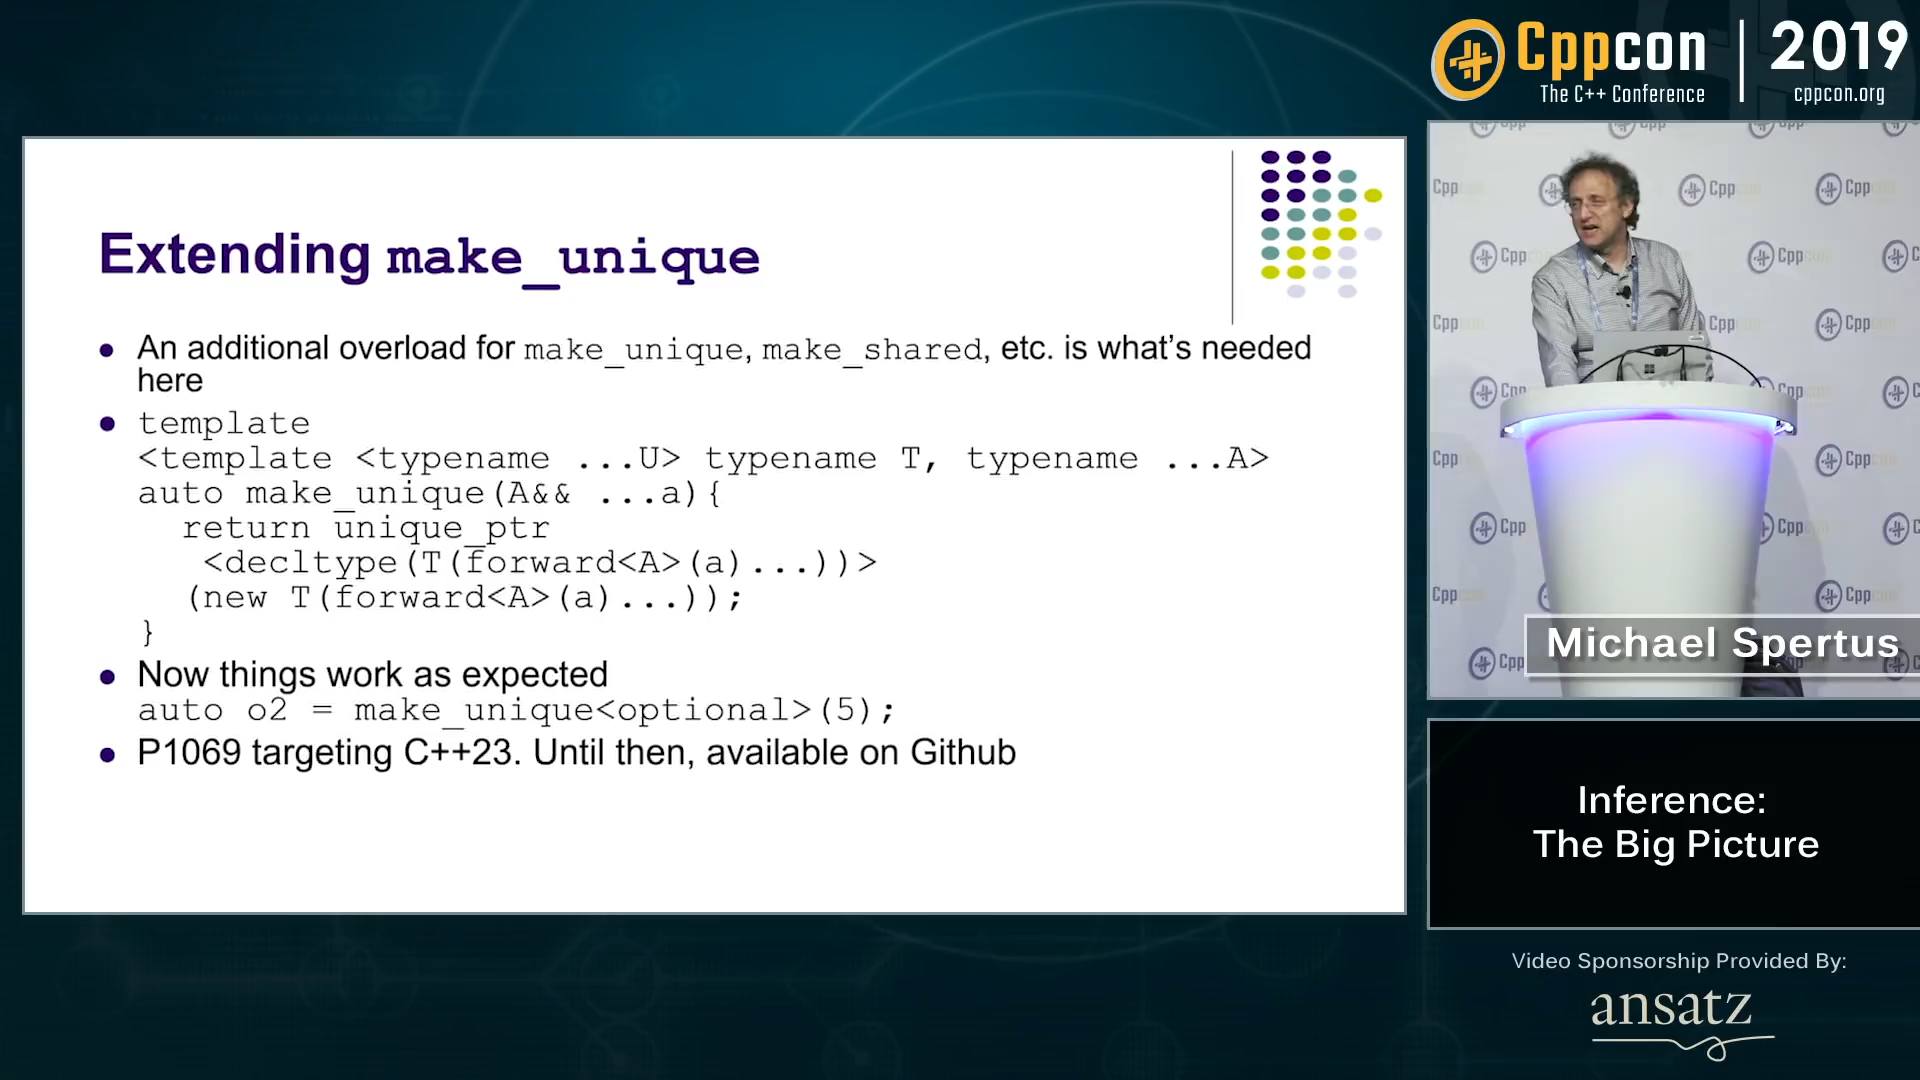 Cppcon
The C++ Conference
2019
cppcon.org
Extending make_unique
• An additional overload for make_unique, make_shared, etc. is what's needed
here
• template
<template <typename ...U> typename T, typename ...A>
auto make_unique(A&& ...a){
return unique_ptr
<decltype(T(forward<A>(a)...))>
(new T(forward<A>(a)...));
}
• Now things work as expected
auto o2 = make_unique<optional>(5);
• P1069 targeting C++23. Until then, available on Github
Michael Spertus
Inference:
The Big Picture
Video Sponsorship Provided By:
ansatz